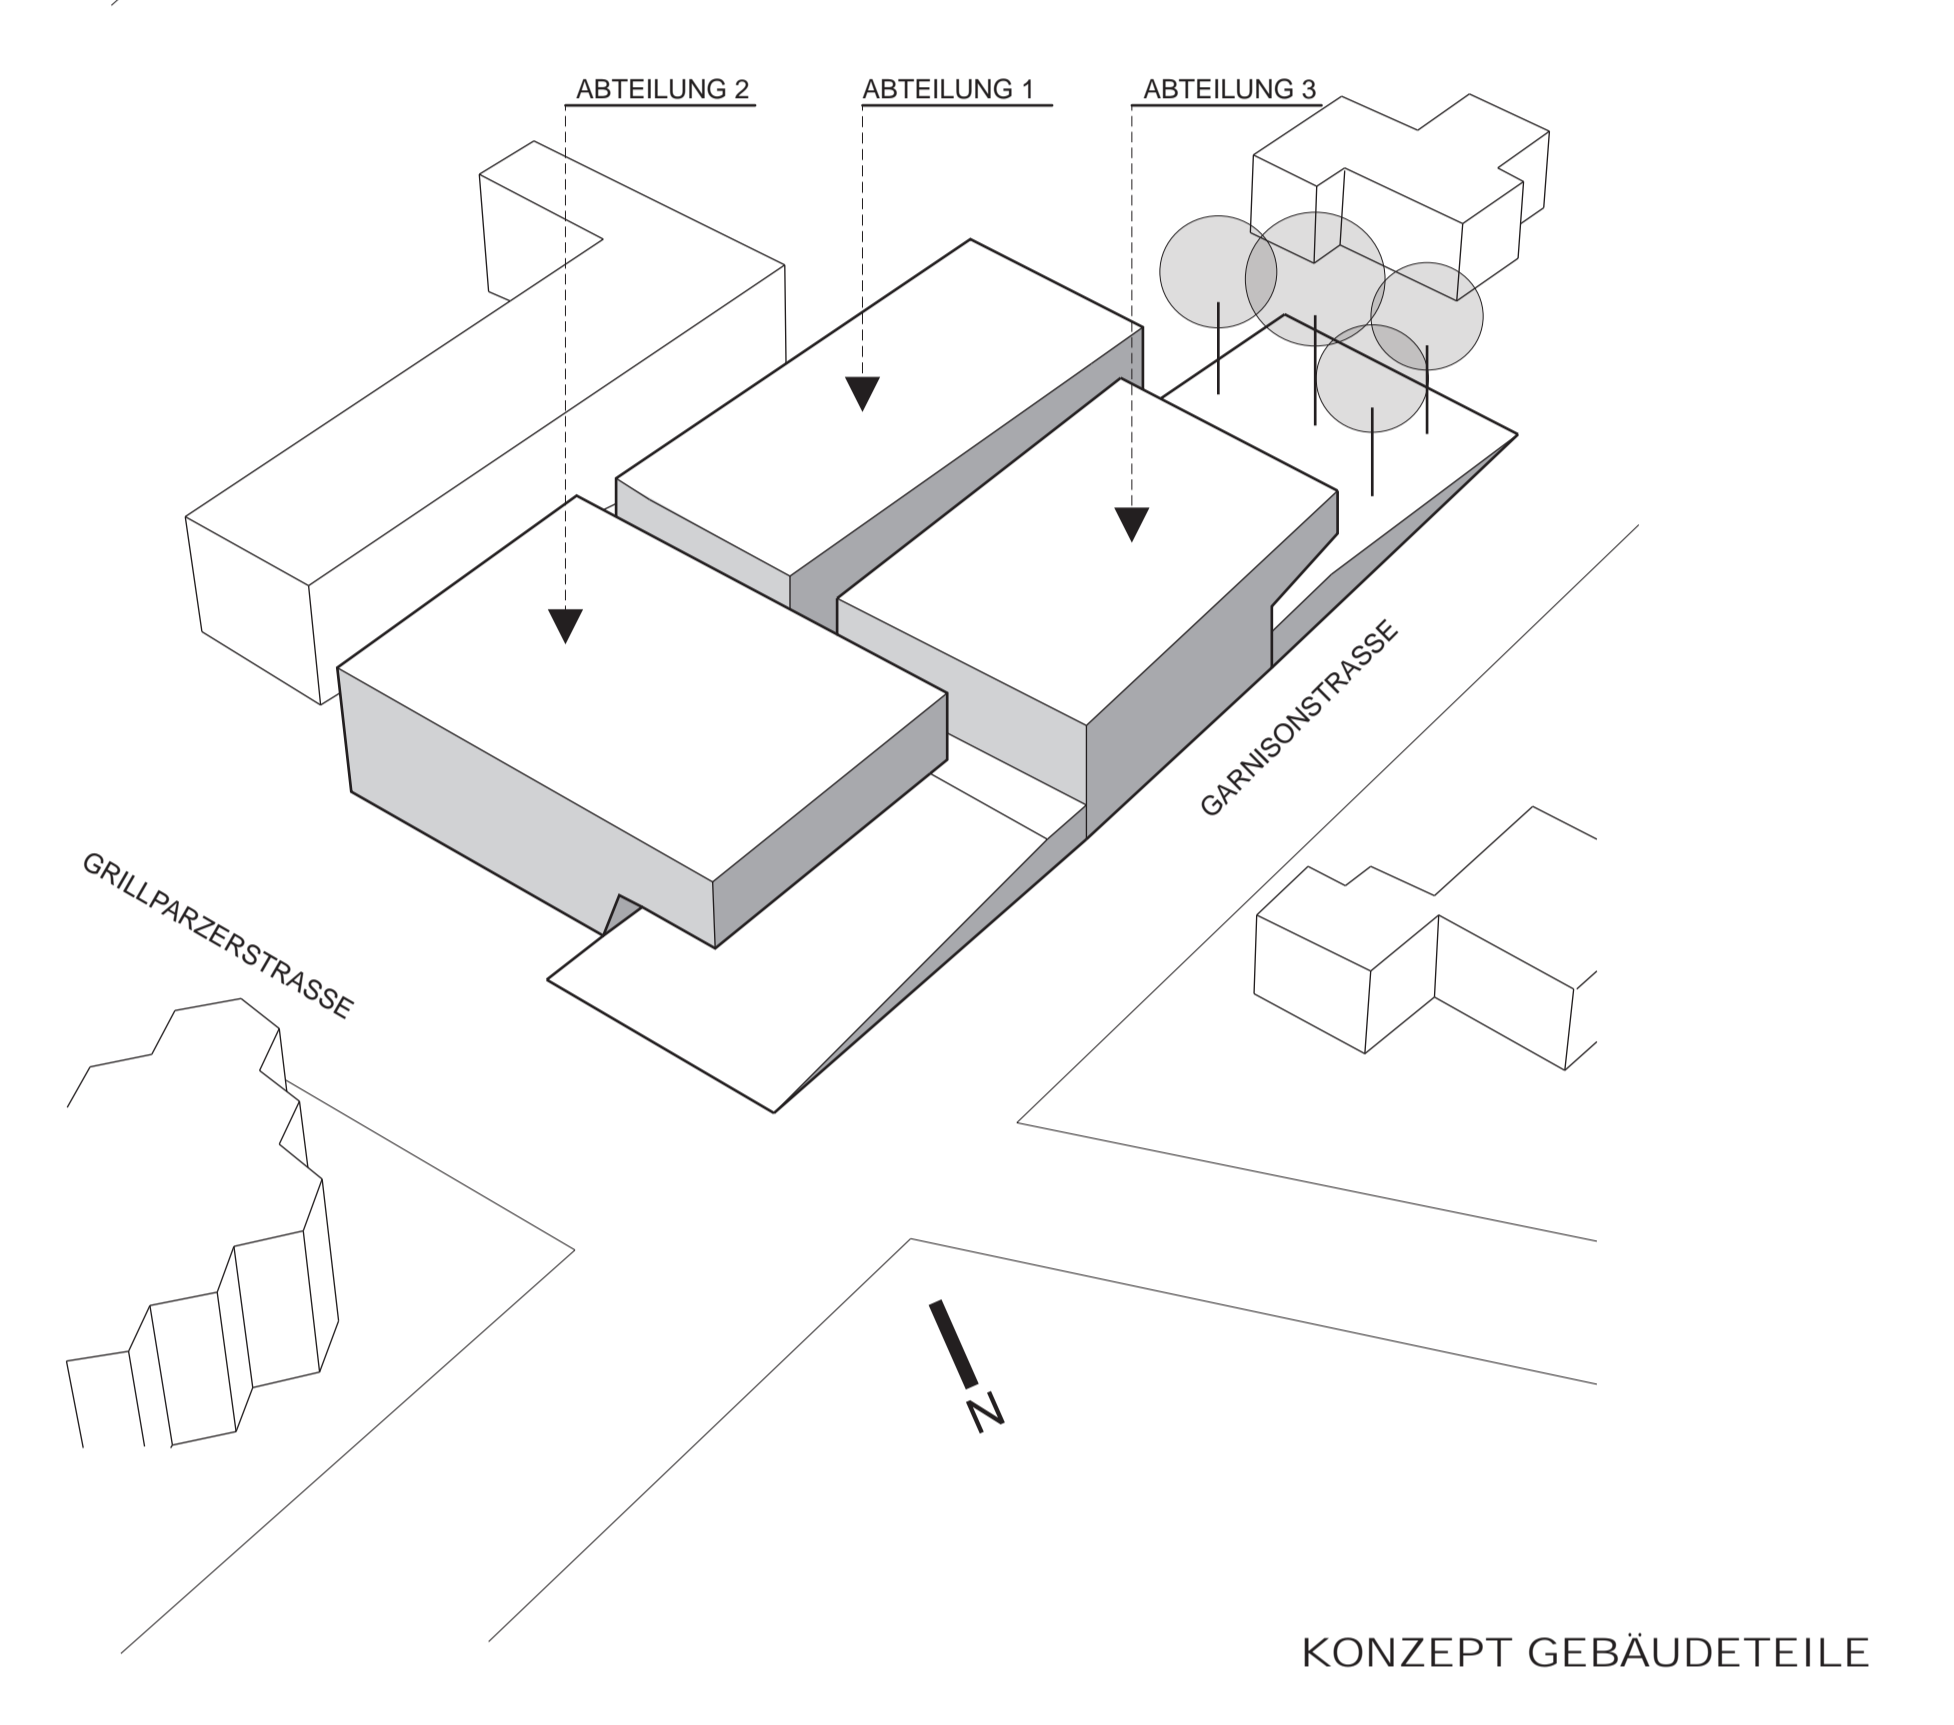 ABTEILUNG 2
ABTEILUNG 1
ABTEILUNG 3
GARNISONSTRASSE
GRILLPARZERSTRASSE
N
KONZEPT GEBÄUDETEILE